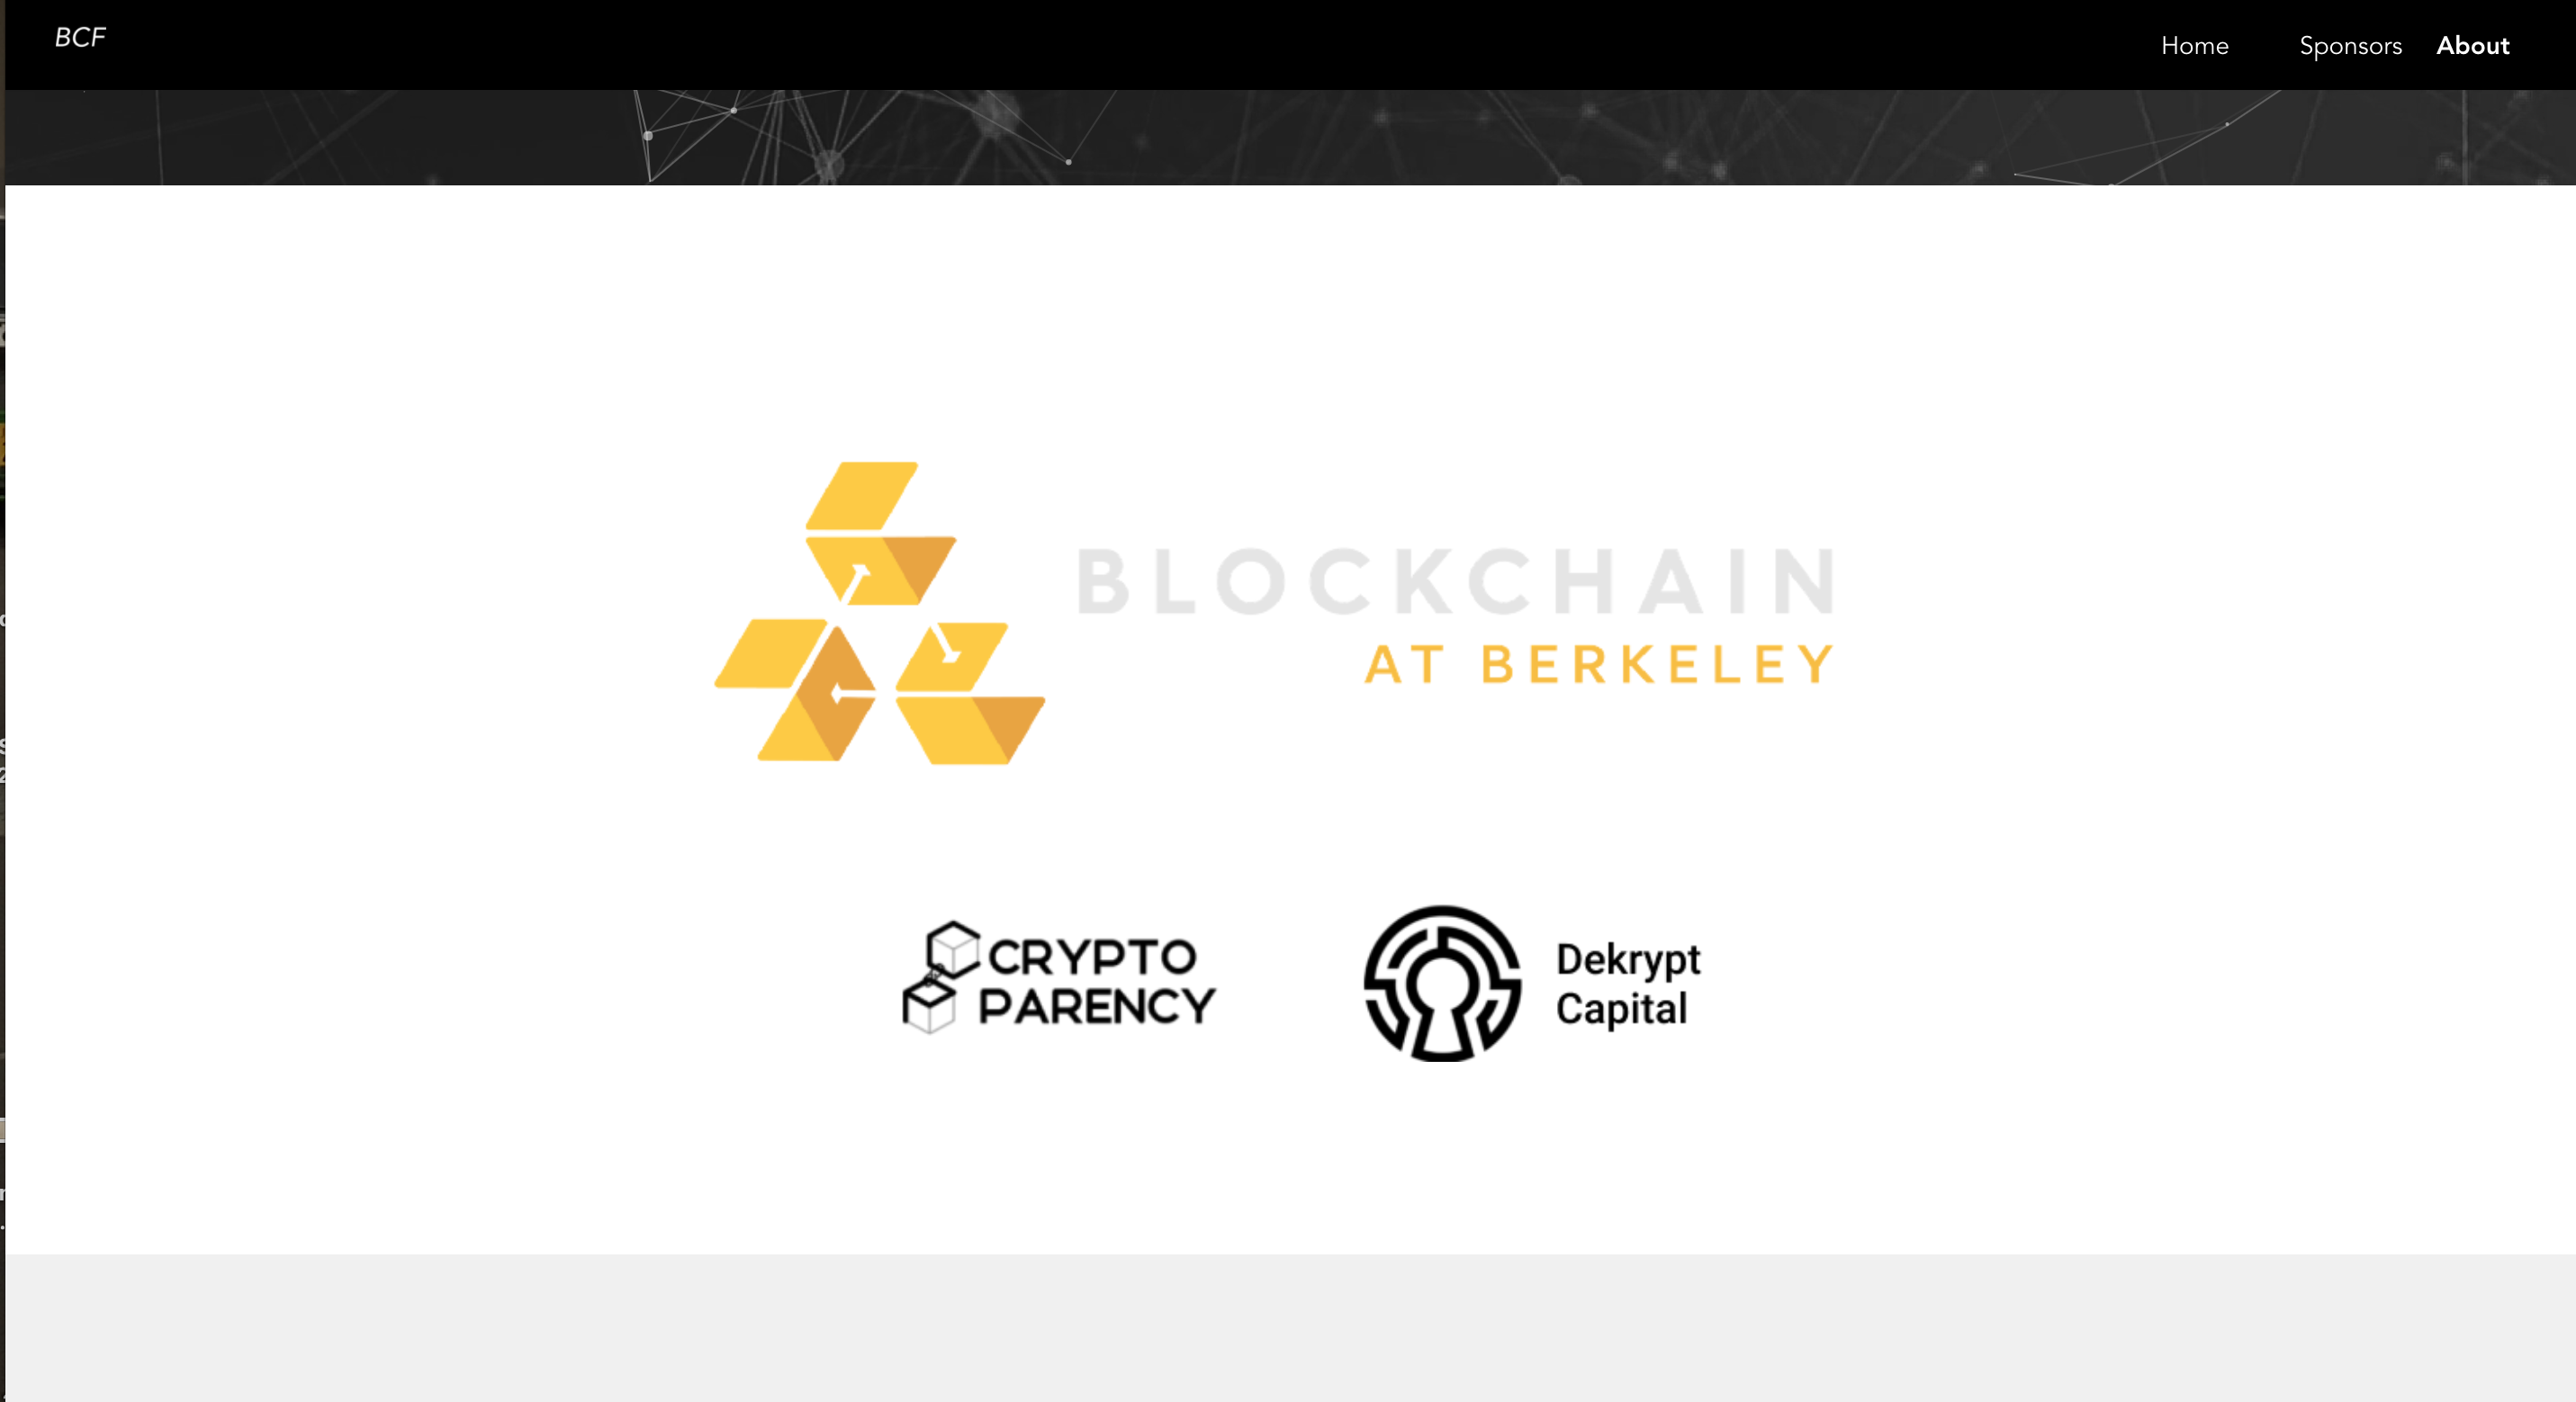 BCF
Home Sponsors About
BLOCKCHAIN
AT BERKELEY
CRYPTO
PARENCY
Dekrypt
Capital